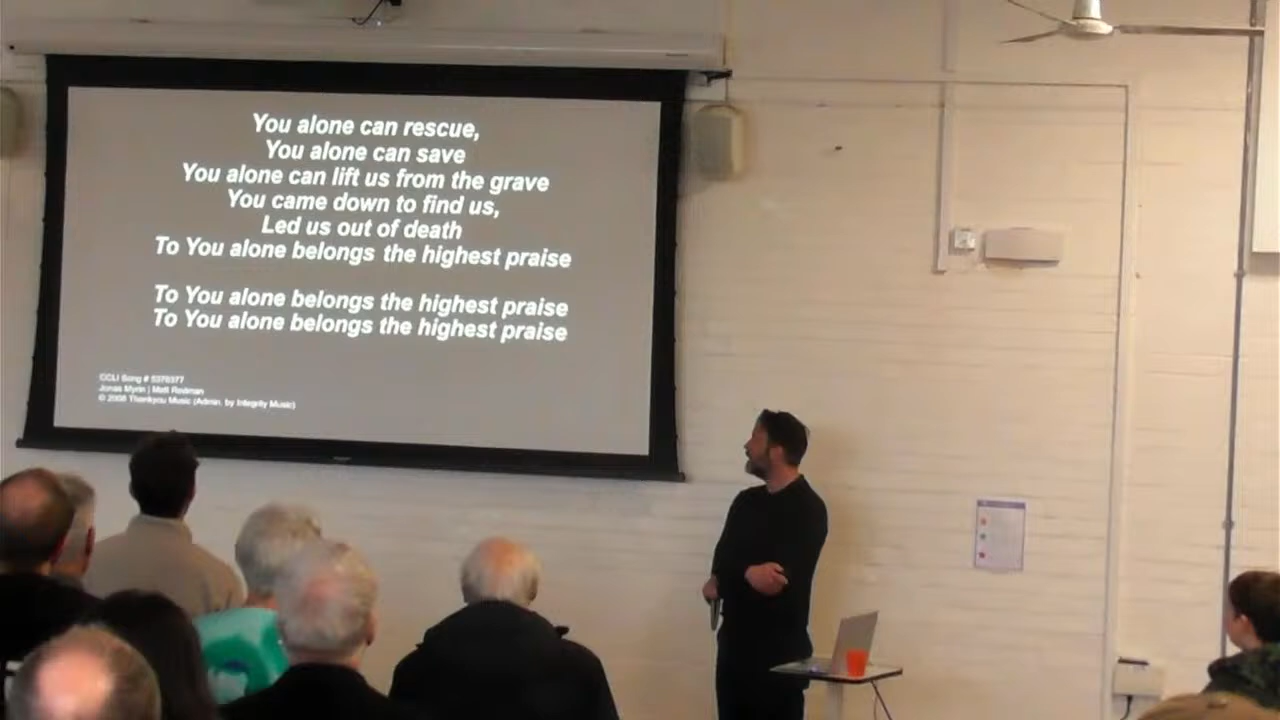 You alone can rescue,
You alone can save
You alone can lift us from the grave
You came down to find us,
Led us out of death
To You alone belongs the highest praise
To You alone belongs the highest praise
To You alone belongs the highest praise
CCLI Song # 5370377
Jonas Myrin | Matt Redman
© 2008 Thankyou Music (Admin. by Integrity Music)